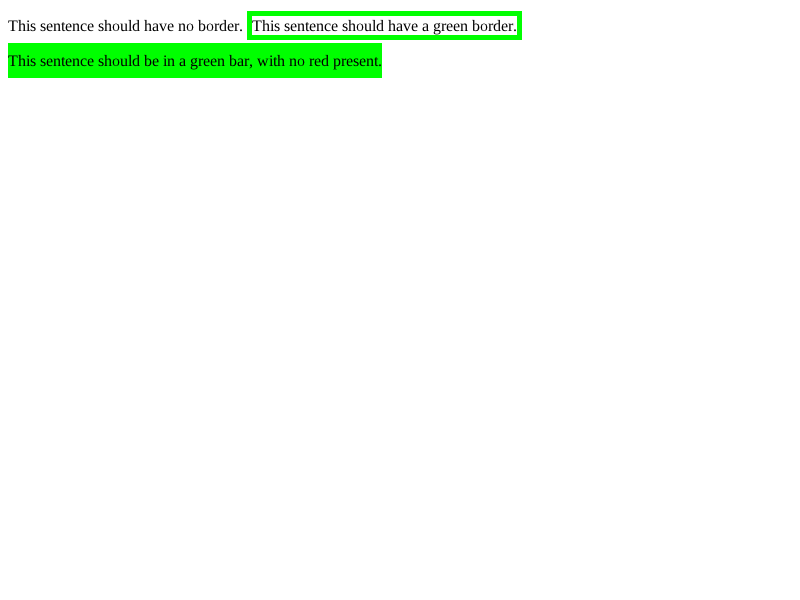 This sentence should have no border. This sentence should have a green border.
This sentence should be in a green bar, with no red present.